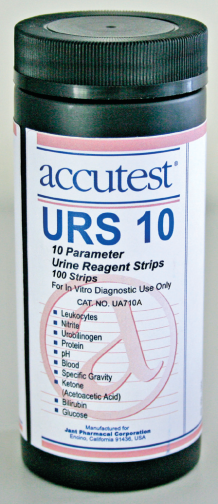 accutest®
URS 10
10 Parameter
Urine Reagent Strips
100 Strips
For In Vitro Diagnostic Use Only
CAT. NO. UA710A
Leukocytes
Nitrite
Urobilinogen
Protein
pH
Blood
Specific Gravity
Ketone
(Acetoacetic Acid)
Bilirubin
Glucose
Manufactured for
Jant Pharmacal Corporation
Encino, California 91436, USA